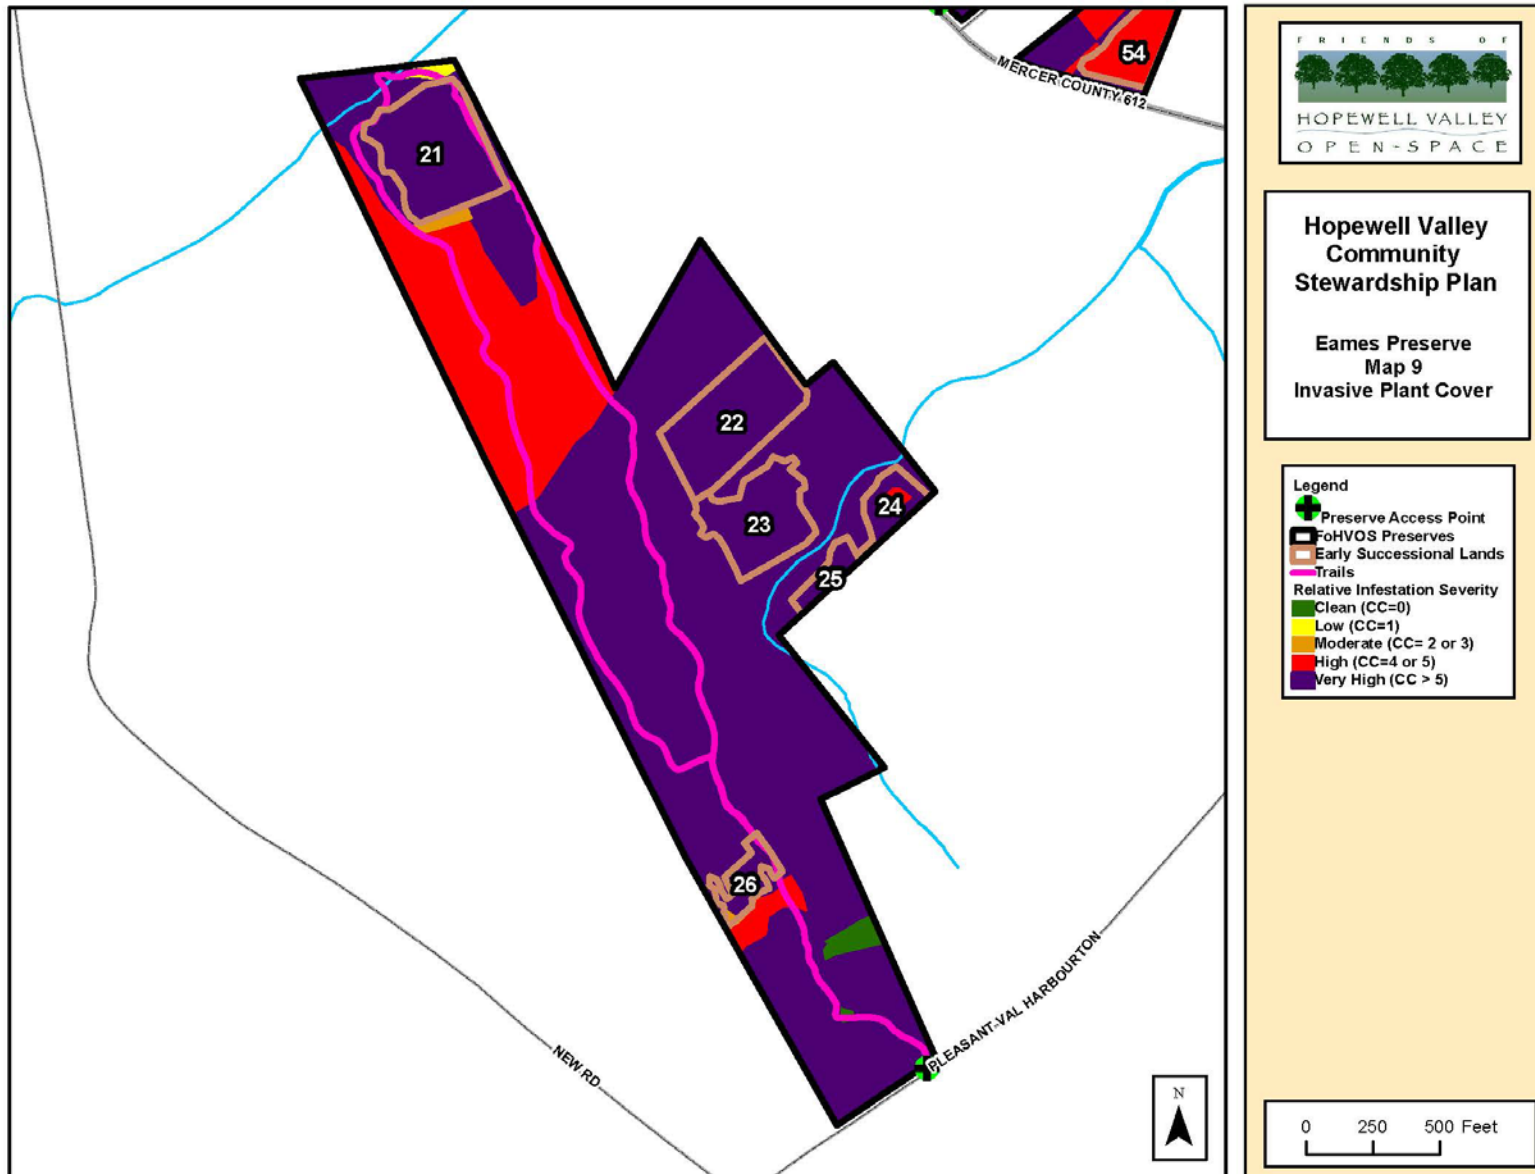 54
MERCER COUNTY 612
21
22
23
24
25
26
PLEASANT-VAL HARBOURTON
NEW RD
N
FRIENDS OF
HOPEWELL VALLEY
OPEN-SPACE
Hopewell Valley
Community
Stewardship Plan
Eames Preserve
Map 9
Invasive Plant Cover
Legend
Preserve Access Point
FoHVOS Preserves
Early Successional Lands
Trails
Relative Infestation Severity
Clean (CC=0)
Low (CC=1)
Moderate (CC= 2 or 3)
High (CC=4 or 5)
Very High (CC > 5)
0 250 500 Feet